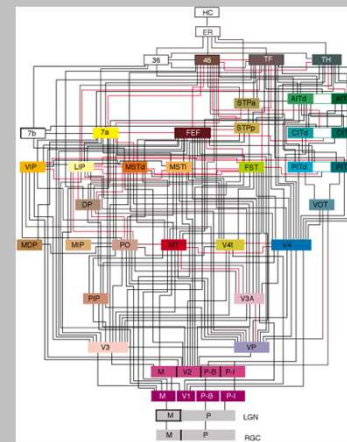 HC
ER
36 46 TF TH
STPa AITd
7b 7a FEF STPp CITd
VIP LIP MSTd MSTl FST PITd
DP VOT
MDP MIP PO MT V4t V4
PIP V3A
V3 VP
M V2 P-B P-I
M V1 P-B P-I
M P LGN
M P RGC